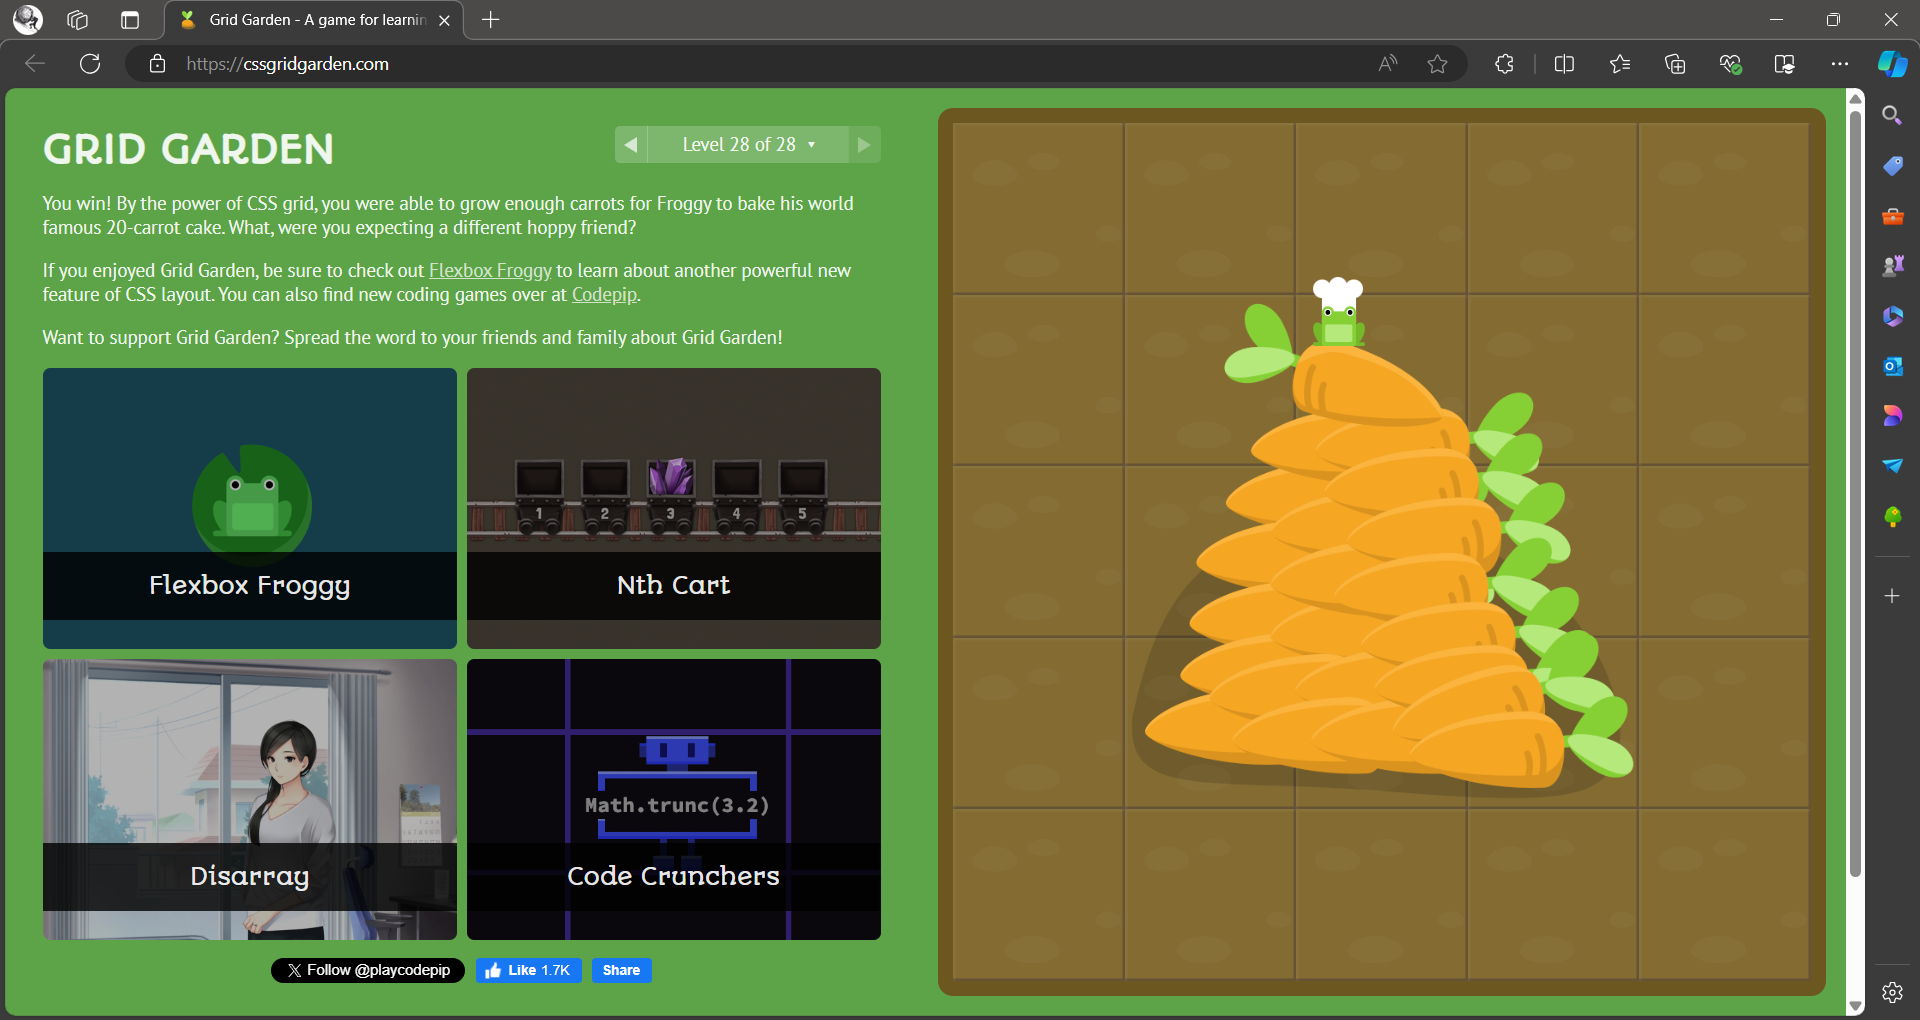 Grid Garden - A game for learnin
https://cssgridgarden.com
GRID GARDEN
Level 28 of 28
You win! By the power of CSS grid, you were able to grow enough carrots for Froggy to bake his world
famous 20-carrot cake. What, were you expecting a different hoppy friend?
If you enjoyed Grid Garden, be sure to check out Flexbox Froggy to learn about another powerful new
feature of CSS layout. You can also find new coding games over at Codepip.
Want to support Grid Garden? Spread the word to your friends and family about Grid Garden!
Flexbox Froggy
1 2 3 4 5
Nth Cart
Disarray
Math.trunc(3.2)
Code Crunchers
Follow @playcodepip
Like 1.7K
Share